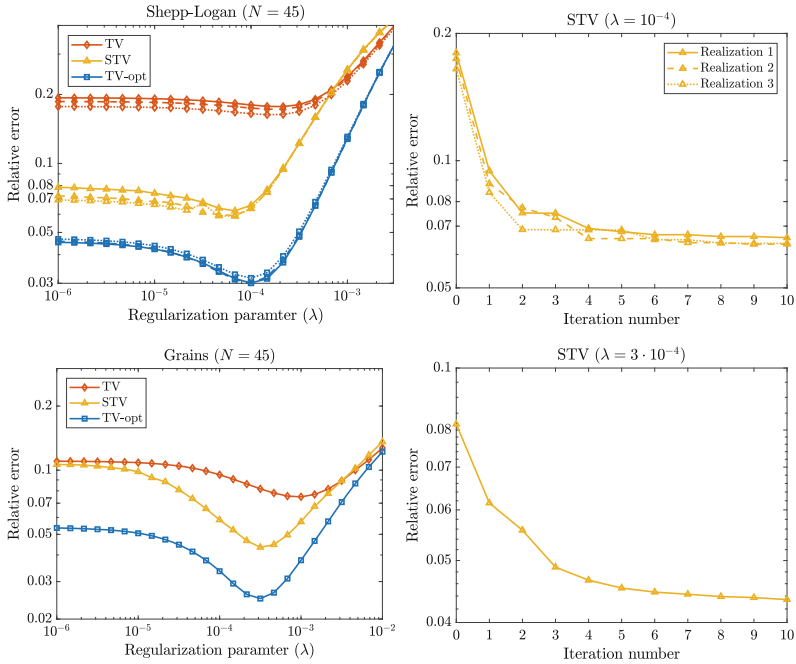 Shepp-Logan (N = 45)
TV
STV
TV-opt
Relative error
0.2
0.1
0.08
0.07
0.05
0.03
10⁻⁶ 10⁻⁵ 10⁻⁴ 10⁻³
Regularization paramter (λ)
STV (λ = 10⁻⁴)
Realization 1
Realization 2
Realization 3
Relative error
0.2
0.1
0.07
0.05
0 1 2 3 4 5 6 7 8 9 10
Iteration number
Grains (N = 45)
TV
STV
TV-opt
Relative error
0.2
0.1
0.07
0.05
0.03
0.02
10⁻⁶ 10⁻⁵ 10⁻⁴ 10⁻³ 10⁻²
Regularization paramter (λ)
STV (λ = 3 · 10⁻⁴)
Relative error
0.1
0.08
0.07
0.06
0.05
0.04
0 1 2 3 4 5 6 7 8 9 10
Iteration number